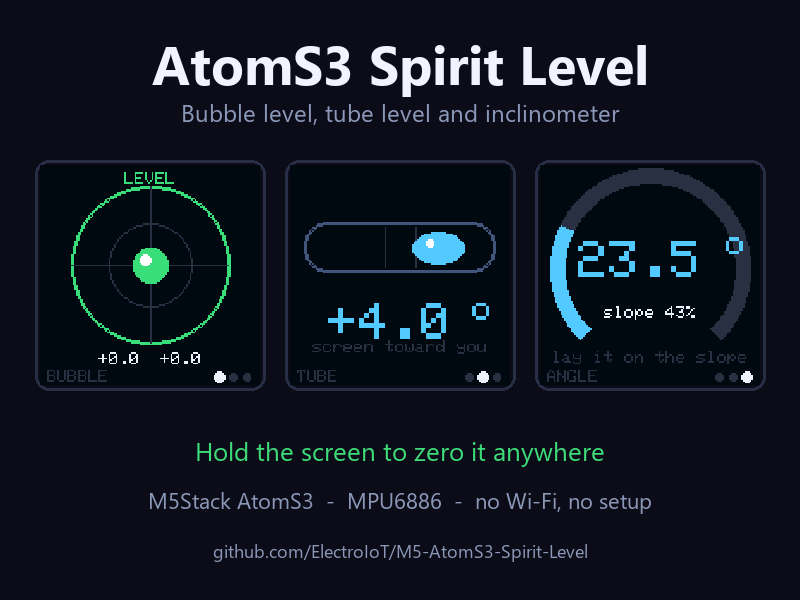 AtomS3 Spirit Level
Bubble level, tube level and inclinometer
LEVEL
+0.0 +0.0
BUBBLE
+4.0 °
screen toward you
TUBE
23.5 °
slope 43%
lay it on the slope
ANGLE
Hold the screen to zero it anywhere
M5Stack AtomS3 - MPU6886 - no Wi-Fi, no setup
github.com/ElectroIoT/M5-AtomS3-Spirit-Level